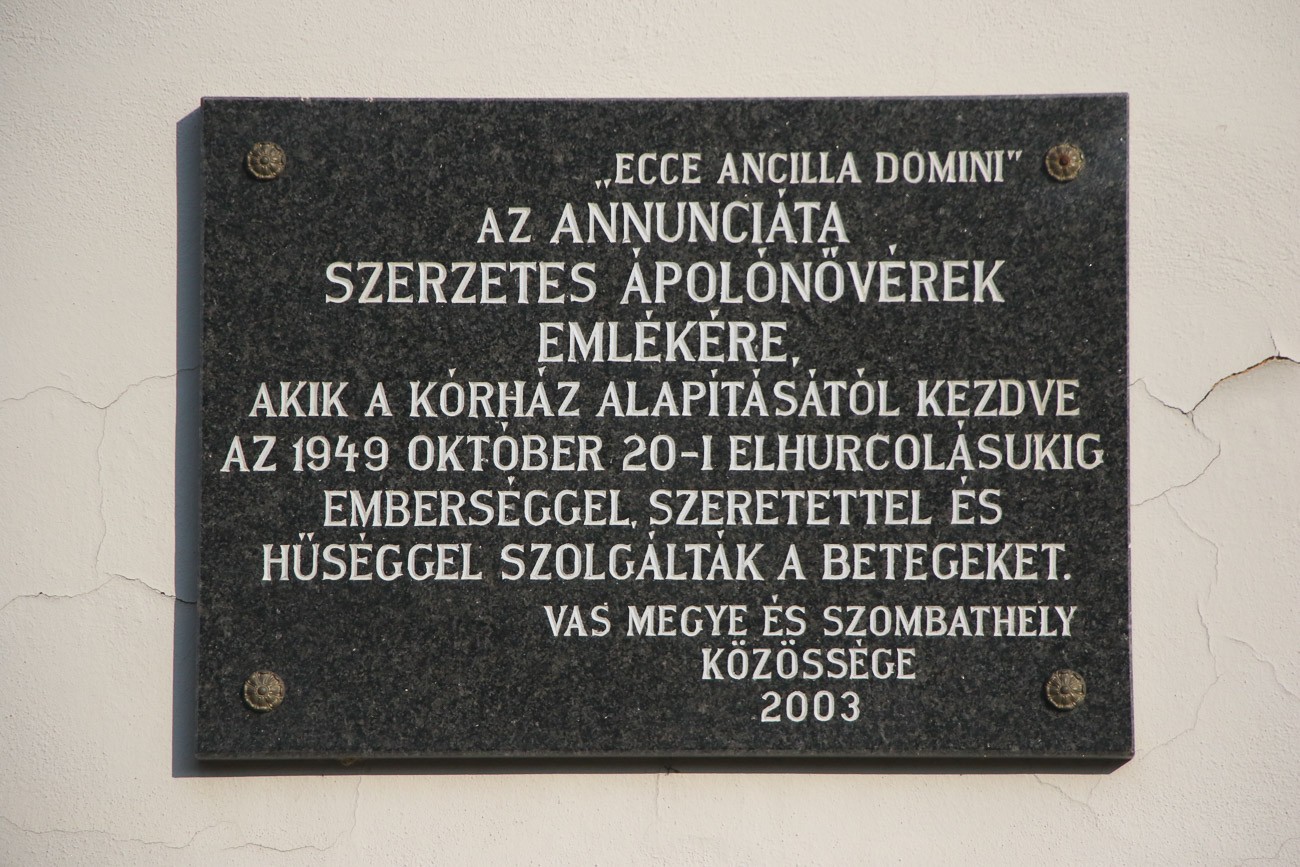 „ECCE ANCILLA DOMINI”
AZ ANNUNCIÁTA
SZERZETES ÁPOLÓNŐVÉREK
EMLÉKÉRE,
AKIK A KÓRHÁZ ALAPÍTÁSÁTÓL KEZDVE
AZ 1949 OKTÓBER 20-I ELHURCOLÁSUKIG
EMBERSÉGGEL, SZERETETTEL ÉS
HŰSÉGGEL SZOLGÁLTÁK A BETEGEKET.
VAS MEGYE ÉS SZOMBATHELY
KÖZÖSSÉGE
2003